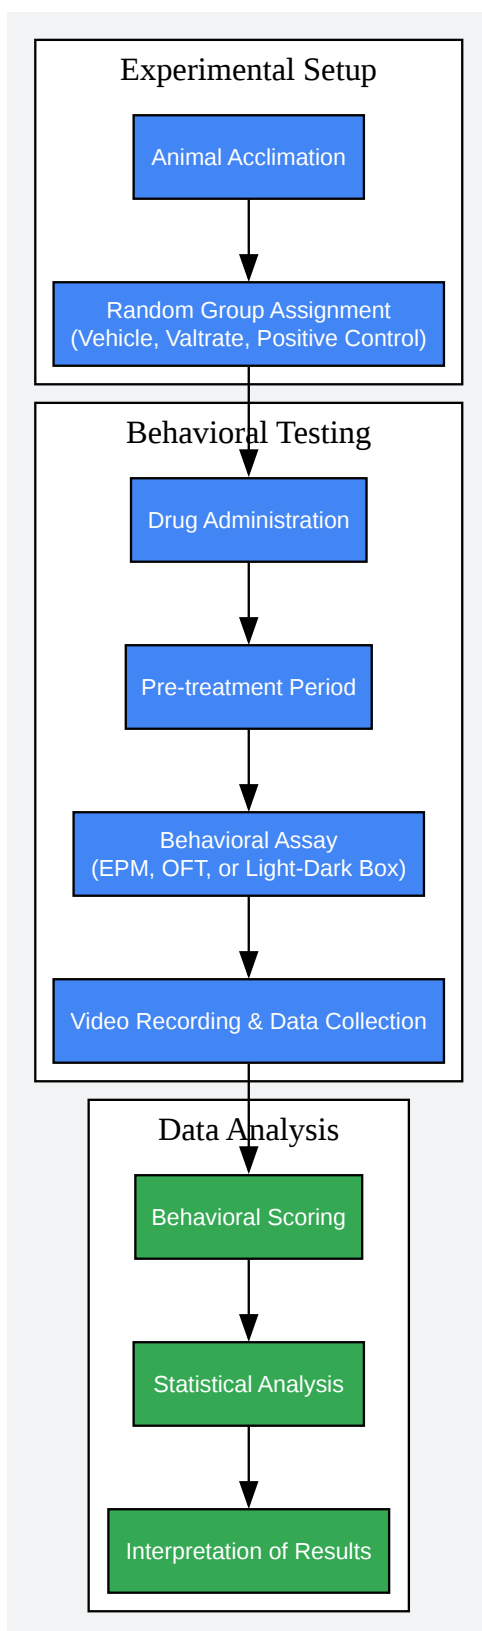 Experimental Setup
Animal Acclimation
Random Group Assignment
(Vehicle, Valtrate, Positive Control)
Behavioral Testing
Drug Administration
Pre-treatment Period
Behavioral Assay
(EPM, OFT, or Light-Dark Box)
Video Recording & Data Collection
Data Analysis
Behavioral Scoring
Statistical Analysis
Interpretation of Results